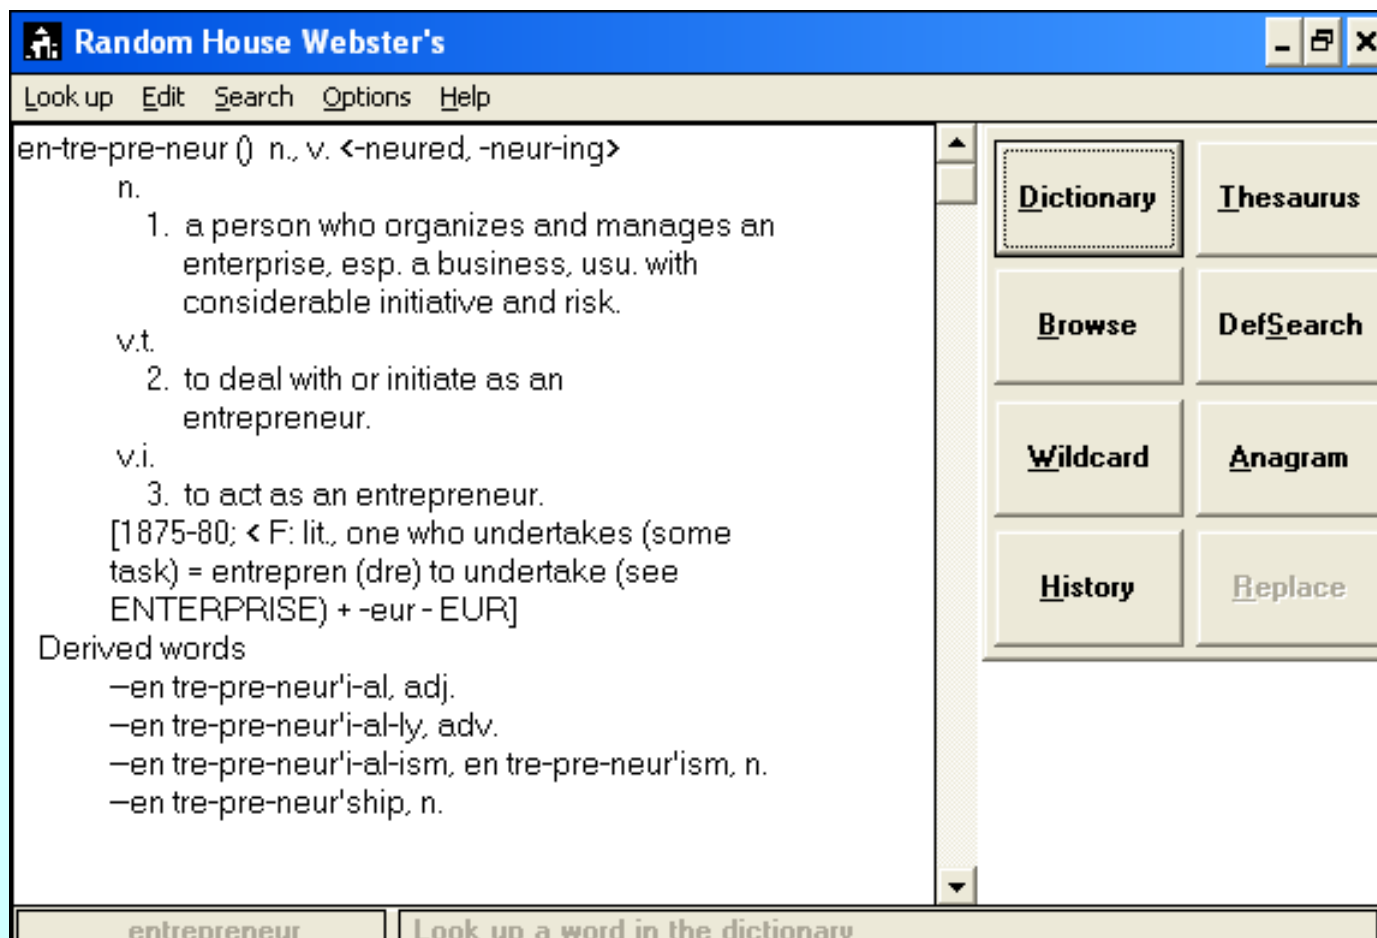 Random House Webster's
Look up Edit Search Options Help
en-tre-pre-neur () n., v. <-neured, -neur-ing>
n.
1. a person who organizes and manages an
enterprise, esp. a business, usu. with
considerable initiative and risk.
v.t.
2. to deal with or initiate as an
entrepreneur.
v.i.
3. to act as an entrepreneur.
[1875-80; < F: lit., one who undertakes (some
task) = entrepren (dre) to undertake (see
ENTERPRISE) + -eur - EUR]
Derived words
—en tre-pre-neur'i-al, adj.
—en tre-pre-neur'i-al-ly, adv.
—en tre-pre-neur'i-al-ism, en tre-pre-neur'ism, n.
—en tre-pre-neur'ship, n.
Dictionary Thesaurus
Browse DefSearch
Wildcard Anagram
History Replace
entrepreneur Look up a word in the dictionary